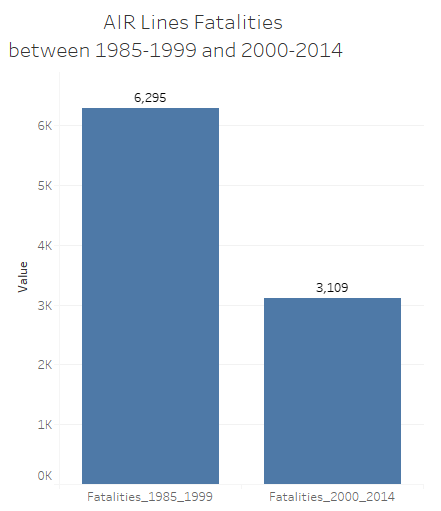 AIR Lines Fatalities
between 1985-1999 and 2000-2014
6,295
6K
5K
4K
Value
3,109
3K
2K
1K
0K
Fatalities_1985_1999
Fatalities_2000_2014